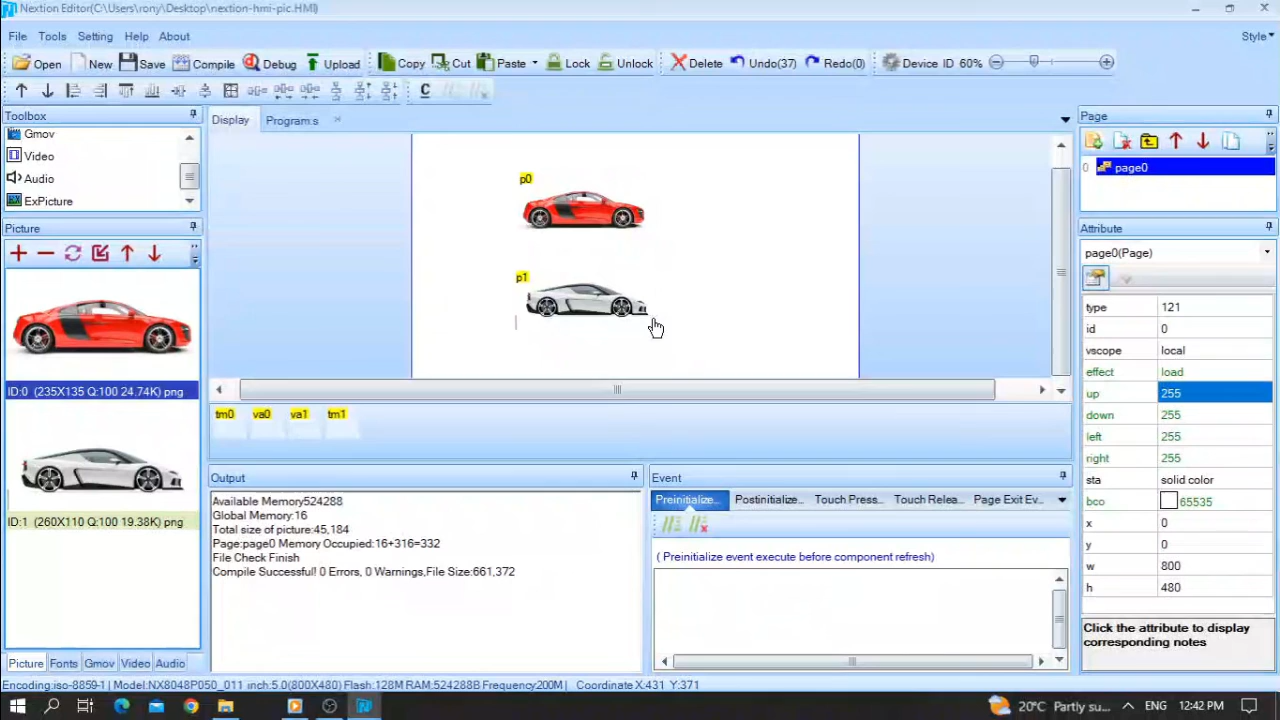 Nextion Editor(C:\Users\rony\Desktop\nextion-hmi-pic.HMI)
File Tools Setting Help About Style
Open New Save Compile Debug Upload Copy Cut Paste Lock Unlock Delete Undo(37) Redo(0) Device ID 60%
C
Toolbox
Gmov
Video
Audio
ExPicture
Picture
ID:0 (235X135 Q:100 24.74K) png
ID:1 (260X110 Q:100 19.38K) png
Picture Fonts Gmov Video Audio
Display Program.s
p0
p1
tm0 va0 va1 tm1
Output
Available Memory524288
Global Memory:16
Total size of picture:45,184
Page:page0 Memory Occupied:16+316=332
File Check Finish
Compile Successful! 0 Errors, 0 Warnings,File Size:661,372
Event
Preinitialize... Postinitialize... Touch Press... Touch Relea... Page Exit Ev...
( Preinitialize event execute before component refresh)
Page
0 page0
Attribute
page0(Page)
type 121
id 0
vscope local
effect load
up 255
down 255
left 255
right 255
sta solid color
bco 65535
x 0
y 0
w 800
h 480
Click the attribute to display
corresponding notes
Encoding:iso-8859-1| Model:NX8048P050_011 inch:5.0(800X480) Flash:128M RAM:524288B Frequency:200M| Coordinate X:431 Y:371
20°C Partly su... ENG 12:42 PM